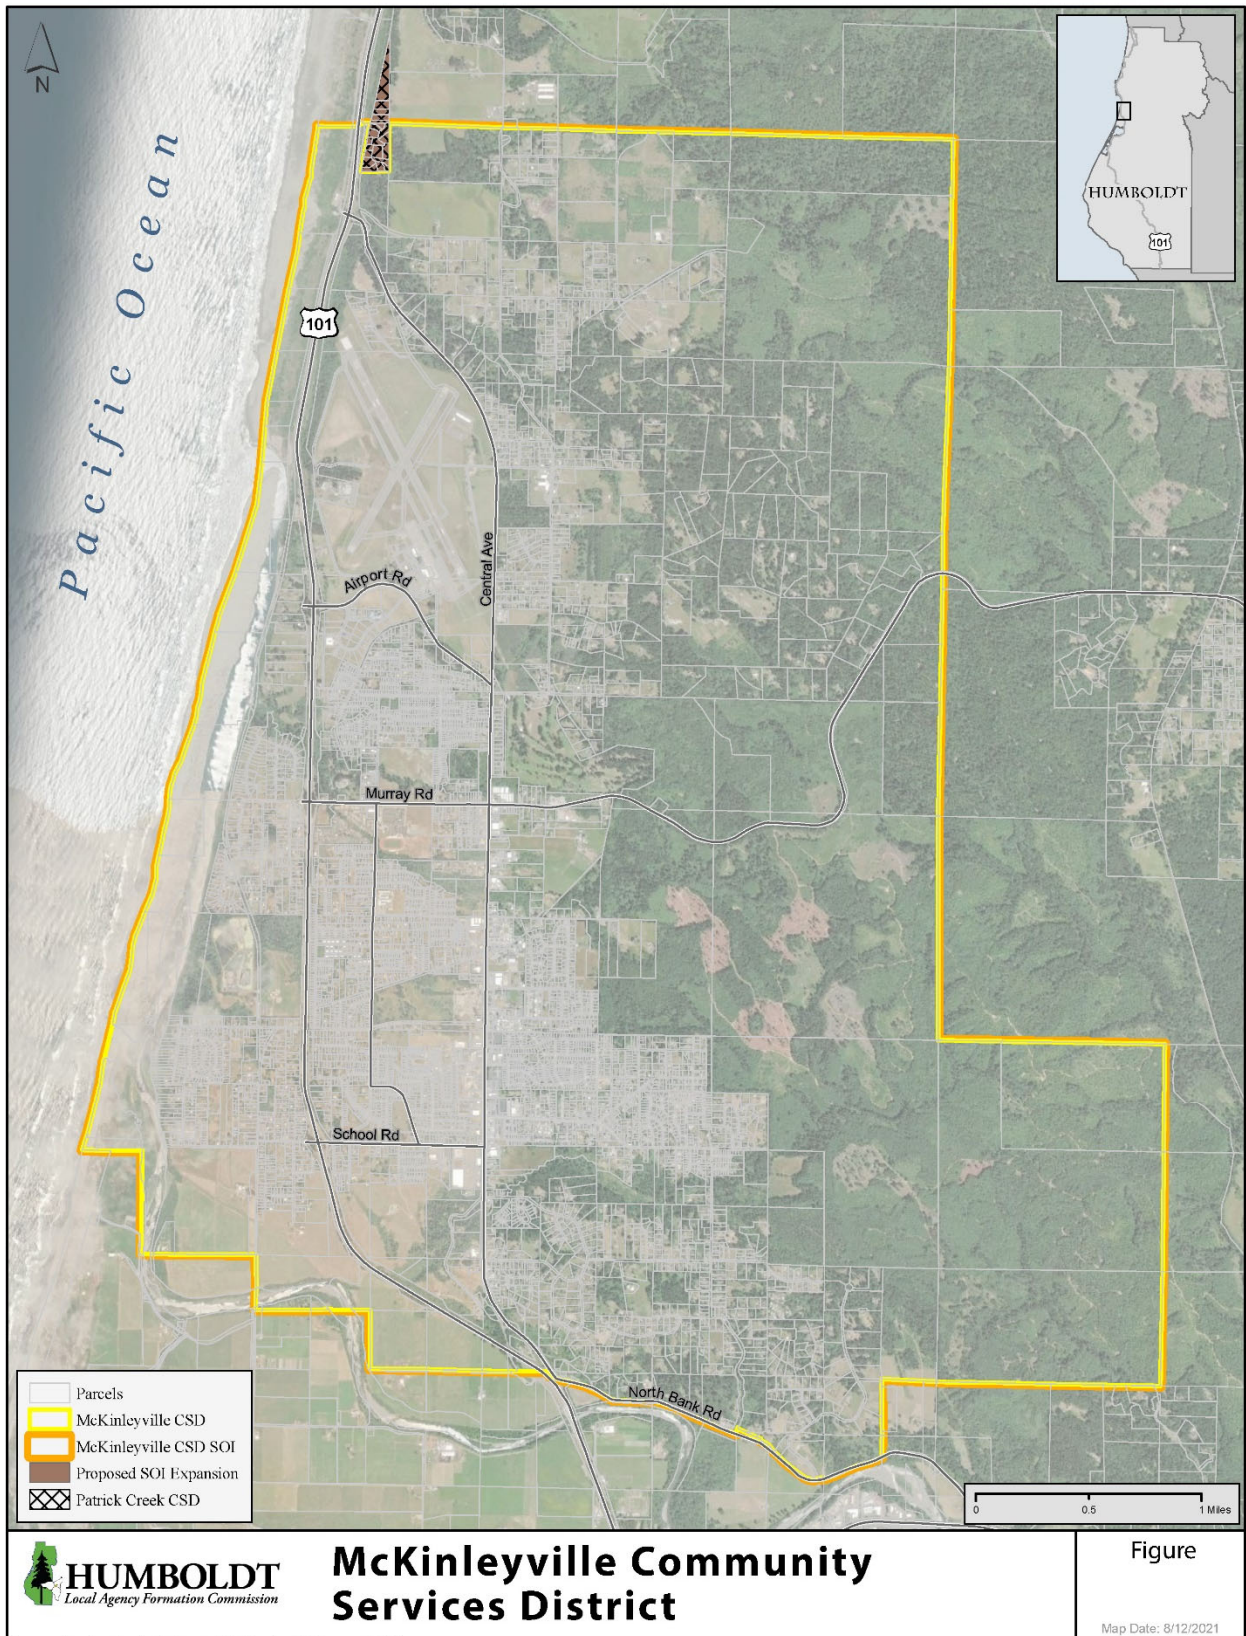 N
Pacific Ocean
HUMBOLDT
101
101
Airport Rd
Central Ave
Murray Rd
School Rd
North Bank Rd
Parcels
McKinleyville CSD
McKinleyville CSD SOI
Proposed SOI Expansion
Patrick Creek CSD
0 0.5 1 Miles
HUMBOLDT
Local Agency Formation Commission
McKinleyville Community
Services District
Figure
Map Date: 8/12/2021